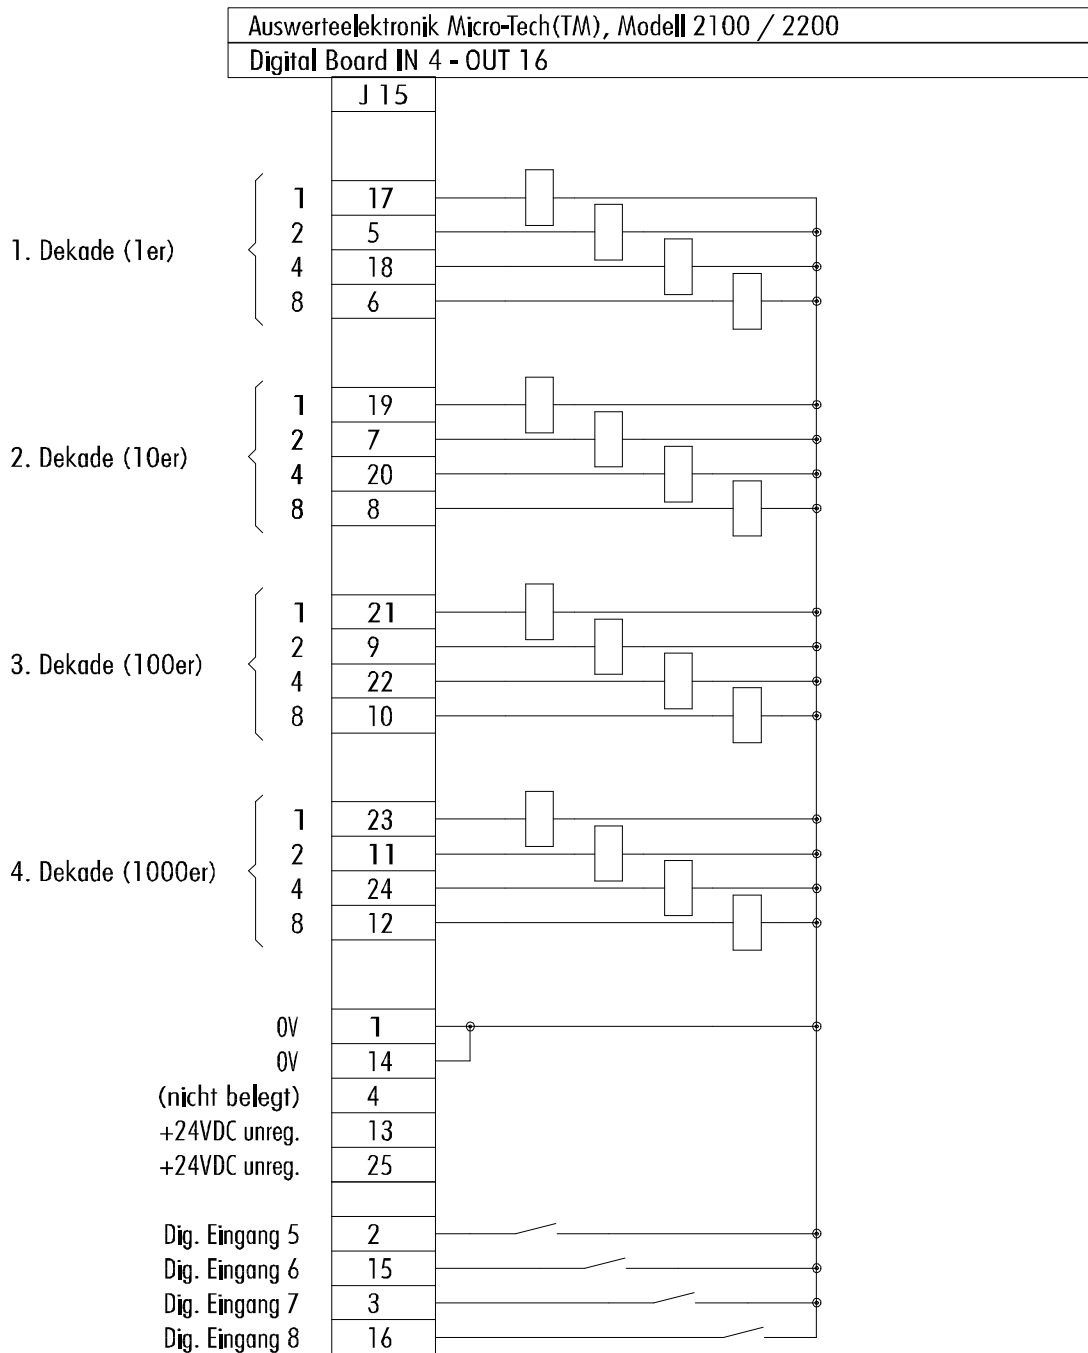 Auswerteelektronik Micro-Tech(TM), Modell 2100 / 2200
Digital Board IN 4 - OUT 16
J 15
1. Dekade (1er)
1 17
2 5
4 18
8 6
2. Dekade (10er)
1 19
2 7
4 20
8 8
3. Dekade (100er)
1 21
2 9
4 22
8 10
4. Dekade (1000er)
1 23
2 11
4 24
8 12
0V 1
0V 14
(nicht belegt) 4
+24VDC unreg. 13
+24VDC unreg. 25
Dig. Eingang 5 2
Dig. Eingang 6 15
Dig. Eingang 7 3
Dig. Eingang 8 16